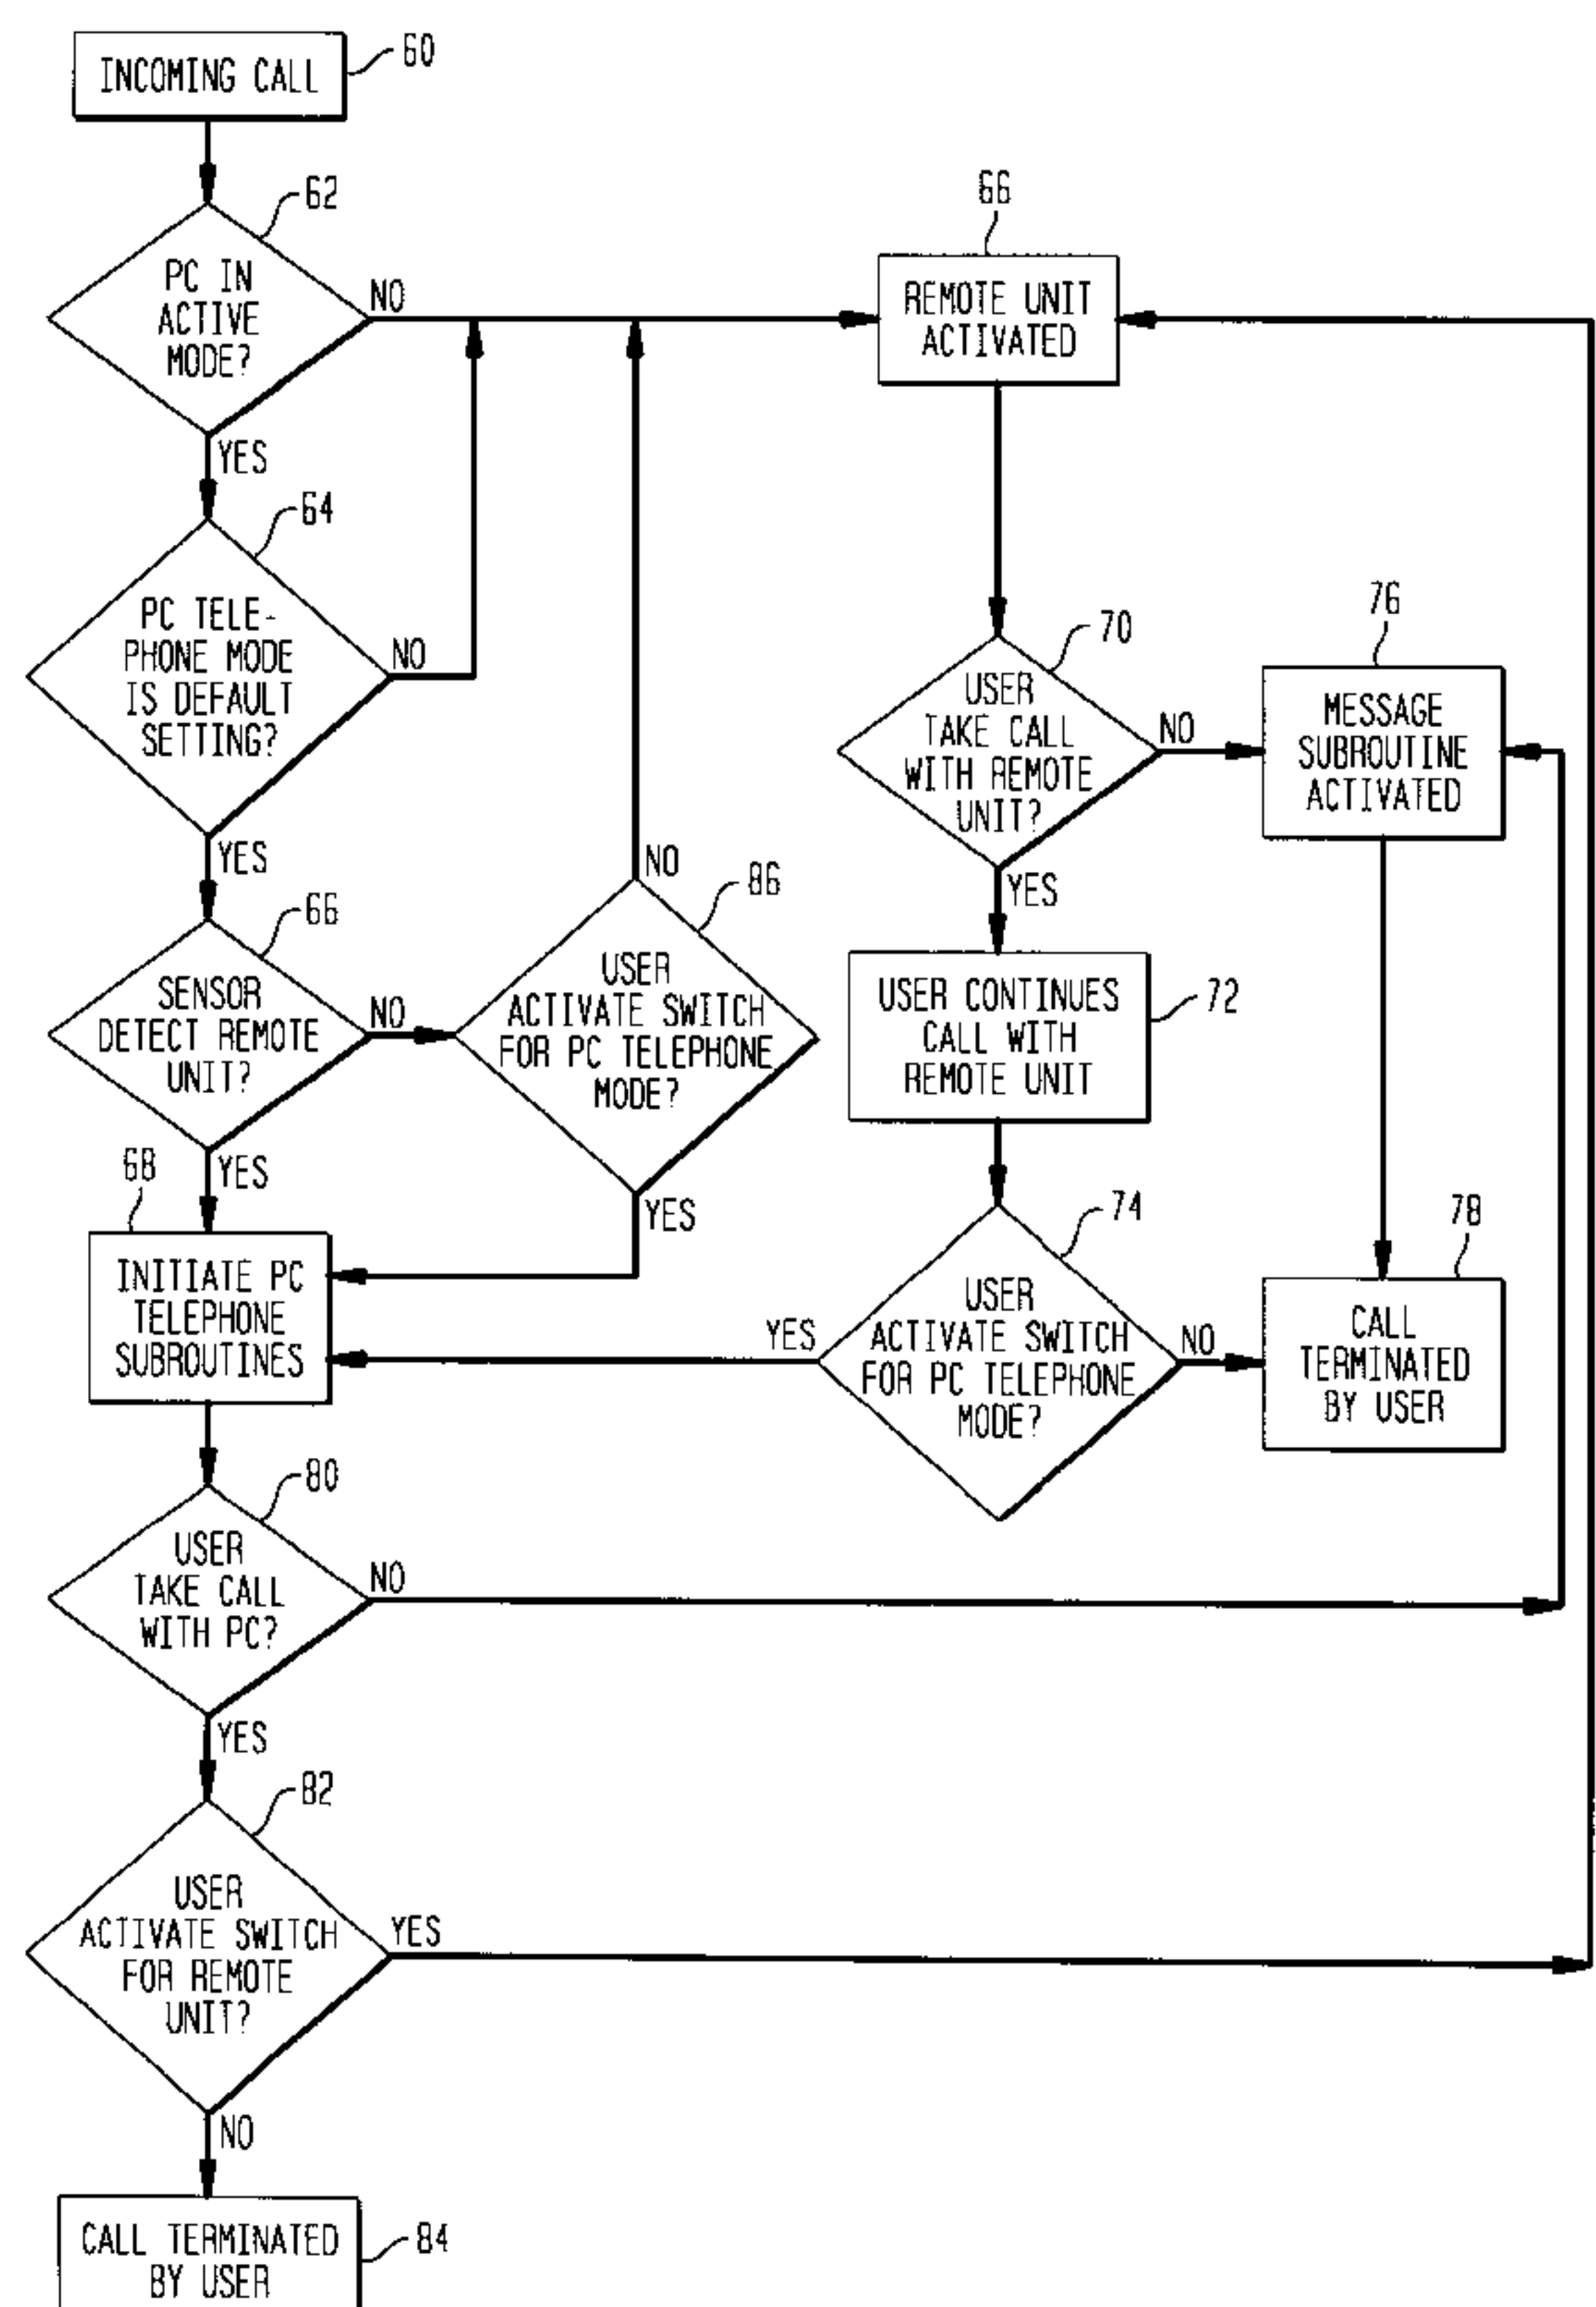 INCOMING CALL
60
62
PC IN
ACTIVE
MODE?
NO
YES
64
PC TELE-
PHONE MODE
IS DEFAULT
SETTING?
NO
YES
66
SENSOR
DETECT REMOTE
UNIT?
NO
YES
86
USER
ACTIVATE SWITCH
FOR PC TELEPHONE
MODE?
NO
YES
68
INITIATE PC
TELEPHONE
SUBROUTINES
80
USER
TAKE CALL
WITH PC?
NO
YES
82
USER
ACTIVATE SWITCH
FOR REMOTE
UNIT?
YES
NO
CALL TERMINATED
BY USER
84
66
REMOTE UNIT
ACTIVATED
70
USER
TAKE CALL
WITH REMOTE
UNIT?
NO
YES
76
MESSAGE
SUBROUTINE
ACTIVATED
USER CONTINUES
CALL WITH
REMOTE UNIT
72
74
USER
ACTIVATE SWITCH
FOR PC TELEPHONE
MODE?
YES
NO
78
CALL
TERMINATED
BY USER